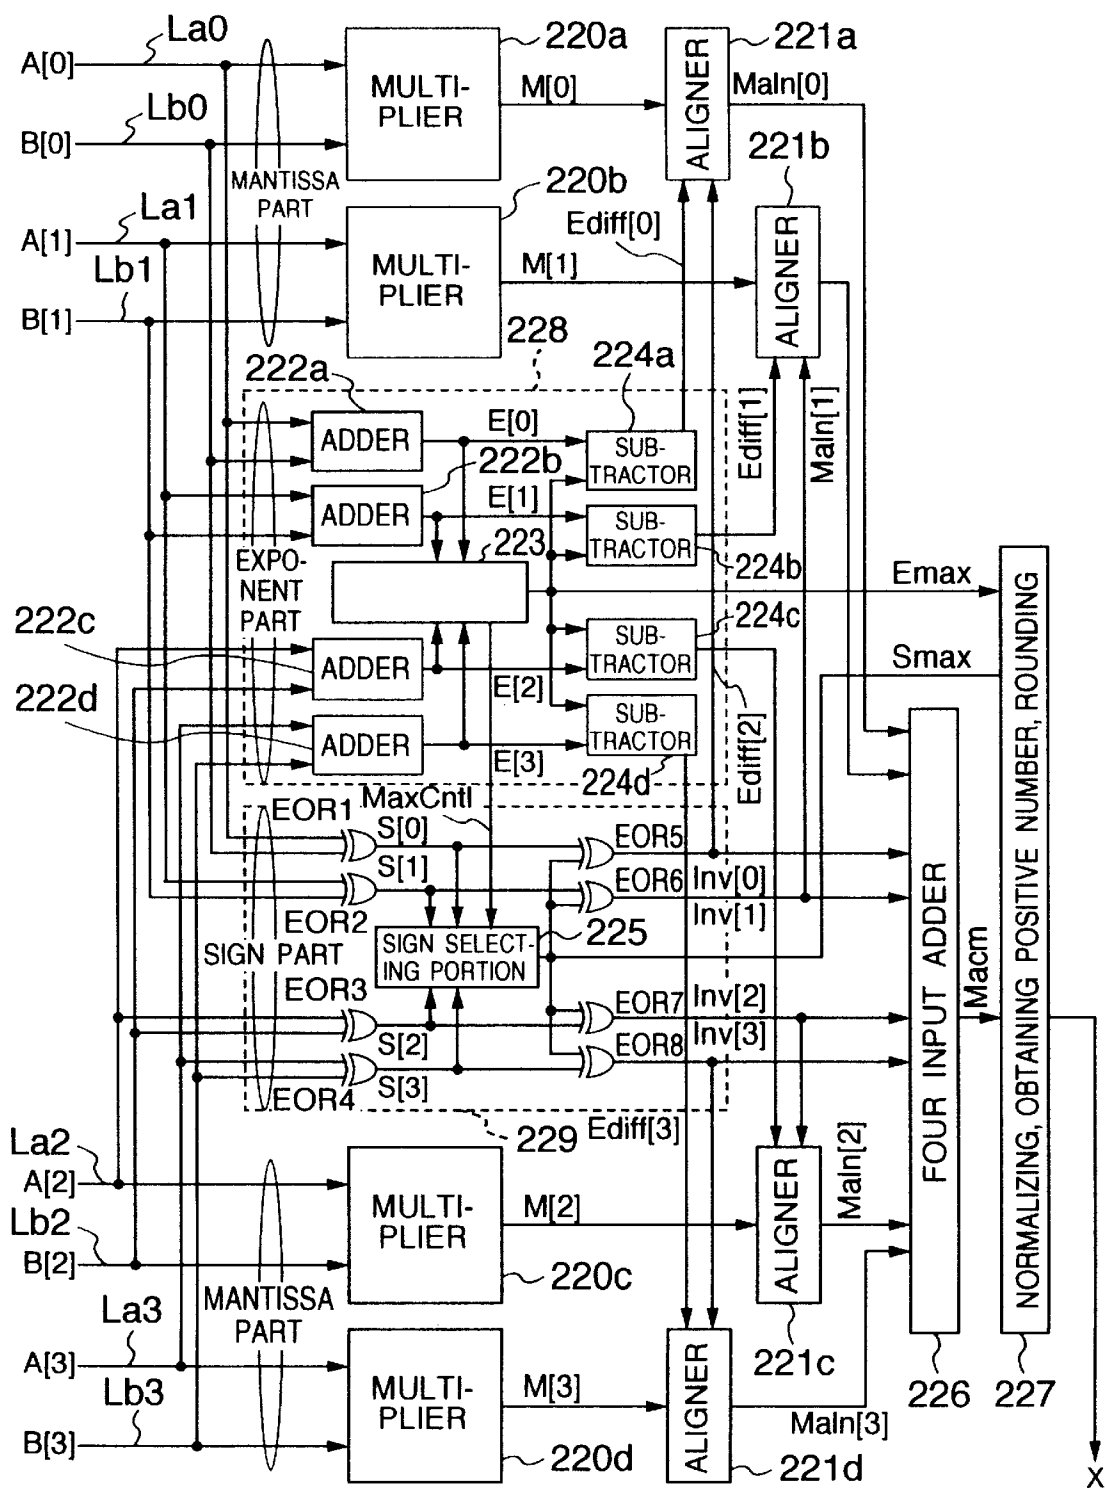 La0
A[0]
Lb0
B[0]
MANTISSA
PART
La1
A[1]
Lb1
B[1]
MULTI-
PLIER
220a
M[0]
ALIGNER
221a
Maln[0]
MULTI-
PLIER
220b
M[1]
Ediff[0]
ALIGNER
221b
Ediff[1]
Maln[1]
228
222a
ADDER
E[0]
224a
SUB-
TRACTOR
222b
ADDER
E[1]
SUB-
TRACTOR
224b
EXPO-
NENT
PART
223
Emax
222c
ADDER
E[2]
SUB-
TRACTOR
224c
Smax
222d
ADDER
E[3]
SUB-
TRACTOR
224d
Ediff[2]
MaxCntl
EOR1
S[0]
EOR5
S[1]
EOR6
Inv[0]
EOR2
Inv[1]
SIGN PART
SIGN SELECT-
ING PORTION
225
EOR3
EOR7
Inv[2]
S[2]
EOR8
Inv[3]
S[3]
EOR4
229
Ediff[3]
FOUR INPUT ADDER
Macm
NORMALIZING, OBTAINING POSITIVE NUMBER, ROUNDING
La2
A[2]
Lb2
B[2]
MULTI-
PLIER
220c
M[2]
ALIGNER
221c
Maln[2]
MANTISSA
PART
La3
A[3]
Lb3
B[3]
MULTI-
PLIER
220d
M[3]
ALIGNER
221d
Maln[3]
226
227
X